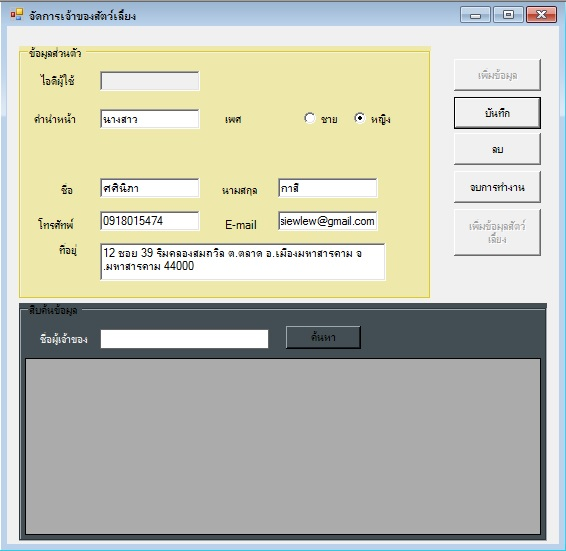 จัดการเจ้าของสัตว์เลี้ยง
ข้อมูลส่วนตัว
ไอดีผู้ใช้
คำนำหน้า นางสาว เพศ ชาย หญิง
ชื่อ ศศินิภา นามสกุล กาสี
โทรศัพท์ 0918015474 E-mail siewlew@gmail.com
ที่อยู่ 12 ซอย 39 ริมคลองสมถวิล ต.ตลาด อ.เมืองมหาสารคาม จ
.มหาสารคาม 44000
เพิ่มข้อมูล
บันทึก
ลบ
จบการทำงาน
เพิ่มข้อมูลสัตว์
เลี้ยง
สืบค้นข้อมูล
ชื่อผู้เจ้าของ ค้นหา